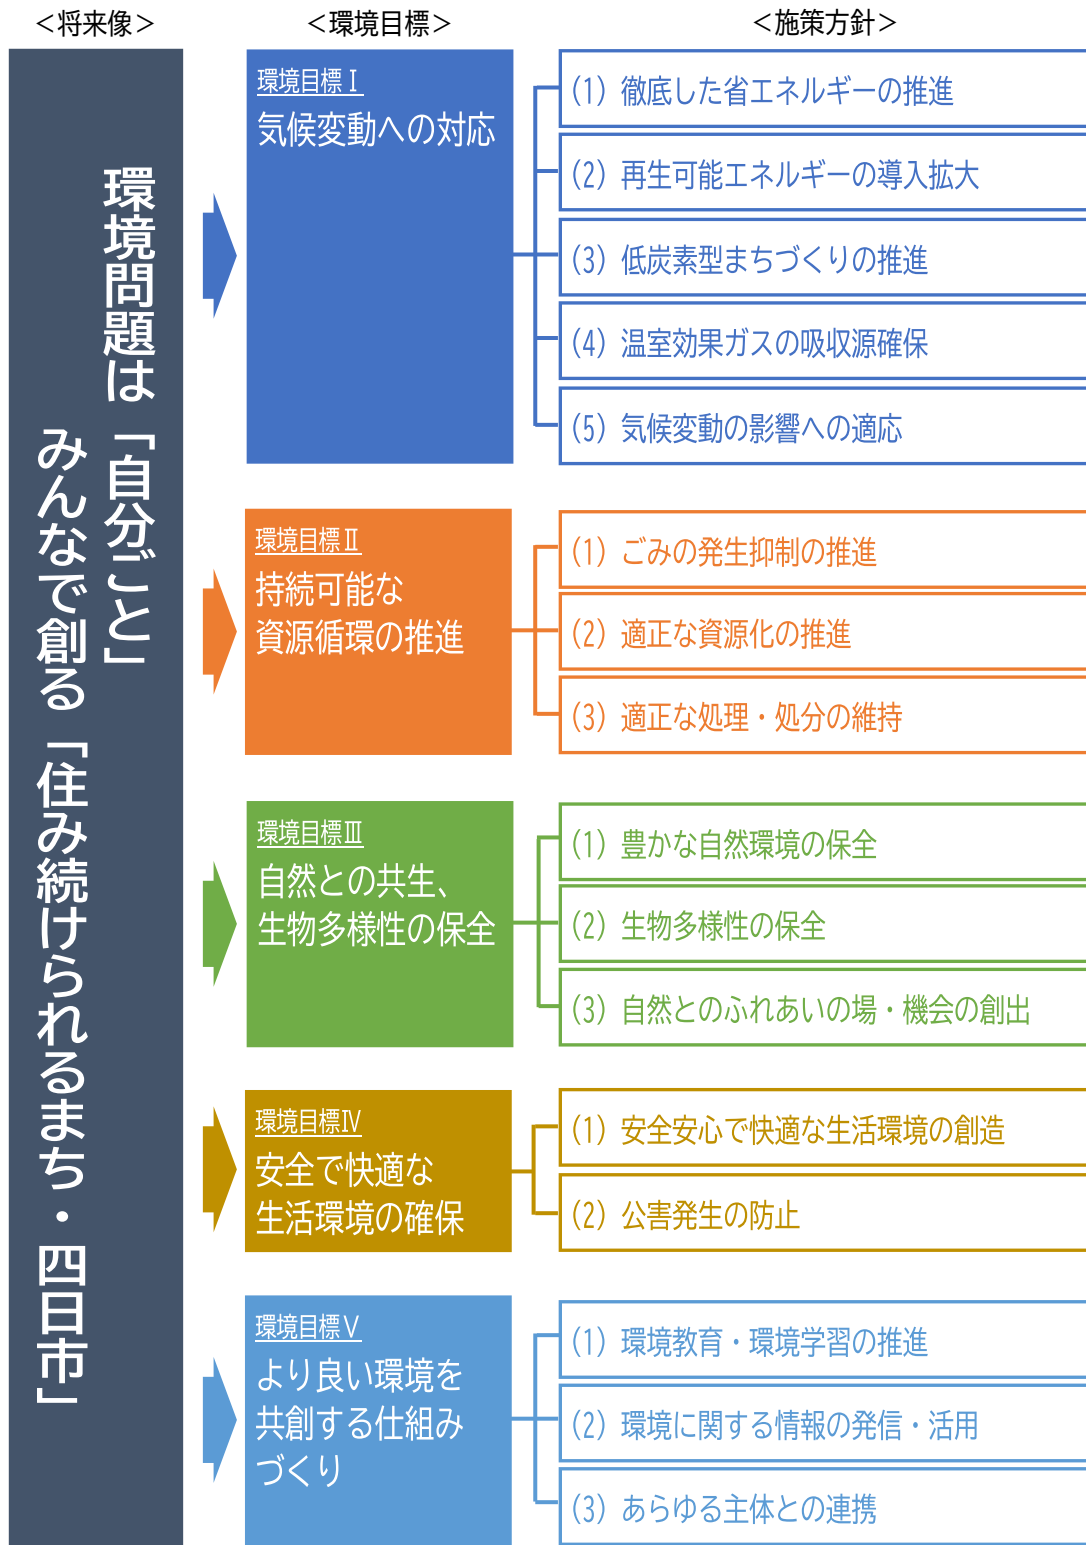 ＜将来像＞
＜環境目標＞
＜施策方針＞
環境問題は「自分ごと」
みんなで創る「住み続けられるまち・四日市」
環境目標Ⅰ
気候変動への対応
（1）徹底した省エネルギーの推進
（2）再生可能エネルギーの導入拡大
（3）低炭素型まちづくりの推進
（4）温室効果ガスの吸収源確保
（5）気候変動の影響への適応
環境目標Ⅱ
持続可能な
資源循環の推進
（1）ごみの発生抑制の推進
（2）適正な資源化の推進
（3）適正な処理・処分の維持
環境目標Ⅲ
自然との共生、
生物多様性の保全
（1）豊かな自然環境の保全
（2）生物多様性の保全
（3）自然とのふれあいの場・機会の創出
環境目標Ⅳ
安全で快適な
生活環境の確保
（1）安全安心で快適な生活環境の創造
（2）公害発生の防止
環境目標Ⅴ
より良い環境を
共創する仕組み
づくり
（1）環境教育・環境学習の推進
（2）環境に関する情報の発信・活用
（3）あらゆる主体との連携